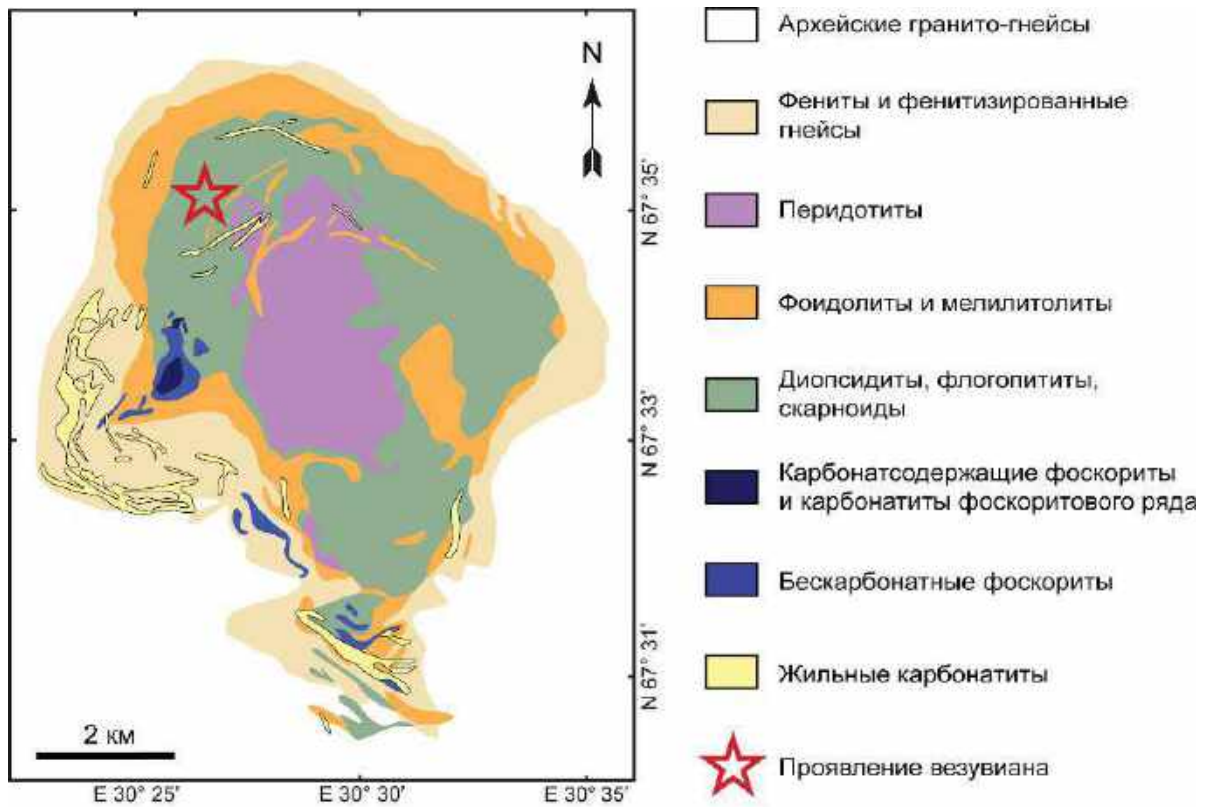 N
N 67° 35'
N 67° 33'
N 67° 31'
2 км
E 30° 25'
E 30° 30'
E 30° 35'
Архейские гранито-гнейсы
Фениты и фенитизированные
гнейсы
Перидотиты
Фоидолиты и мелилитолиты
Диопсидиты, флогопититы,
скарноиды
Карбонатсодержащие фоскориты
и карбонатиты фоскоритового ряда
Бескарбонатные фоскориты
Жильные карбонатиты
Проявление везувиана